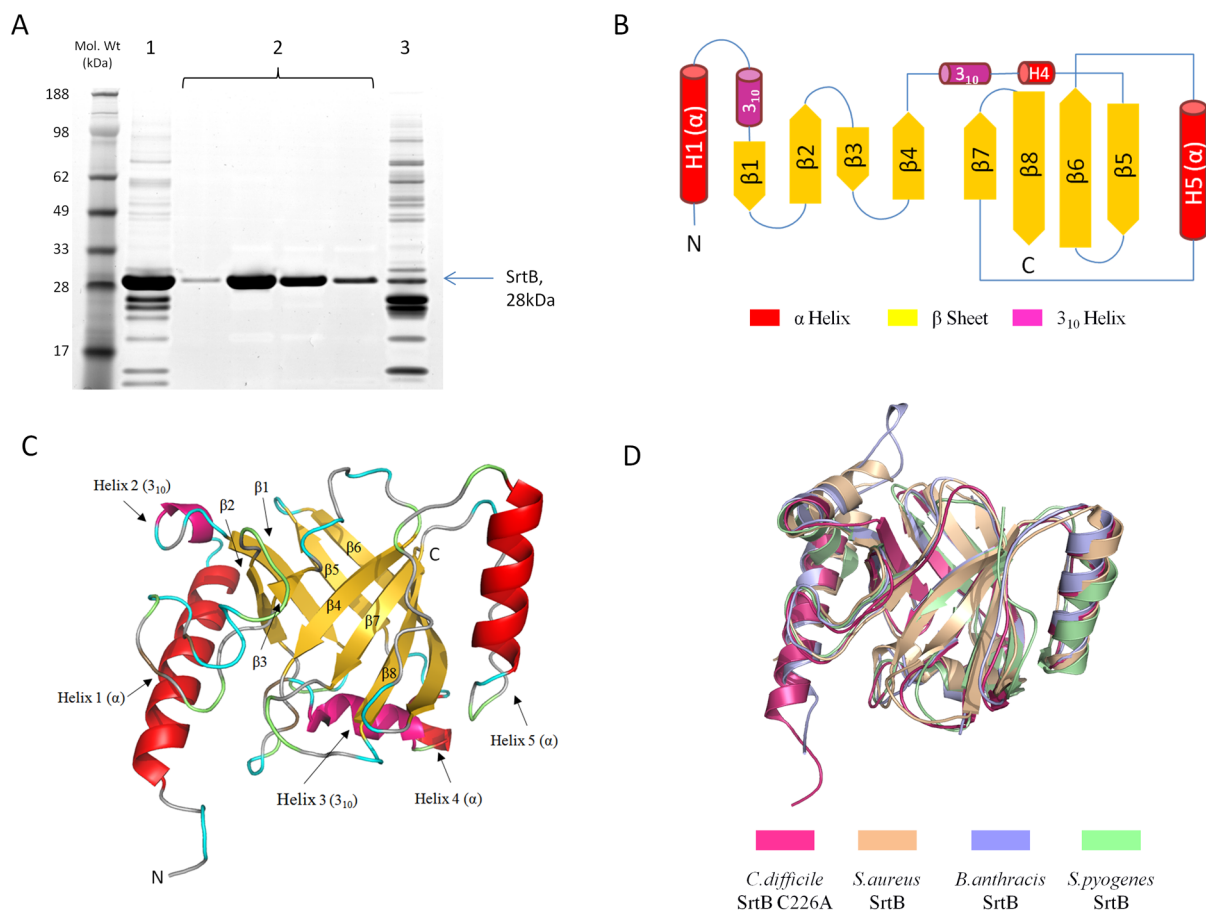 A
Mol. Wt
(kDa)
1
2
3
188
98
62
49
33
28
17
SrtB,
28kDa
B
H1 (α)
3₁₀
β1
β2
β3
β4
3₁₀
H4
β7
β8
β6
β5
H5 (α)
N
C
α Helix
β Sheet
3₁₀ Helix
C
Helix 2 (3₁₀)
β1
β2
β6
C
β5
β4
β7
β3
β8
Helix 1 (α)
Helix 5 (α)
Helix 3 (3₁₀)
Helix 4 (α)
N
D
C.difficile
SrtB C226A
S.aureus
SrtB
B.anthracis
SrtB
S.pyogenes
SrtB